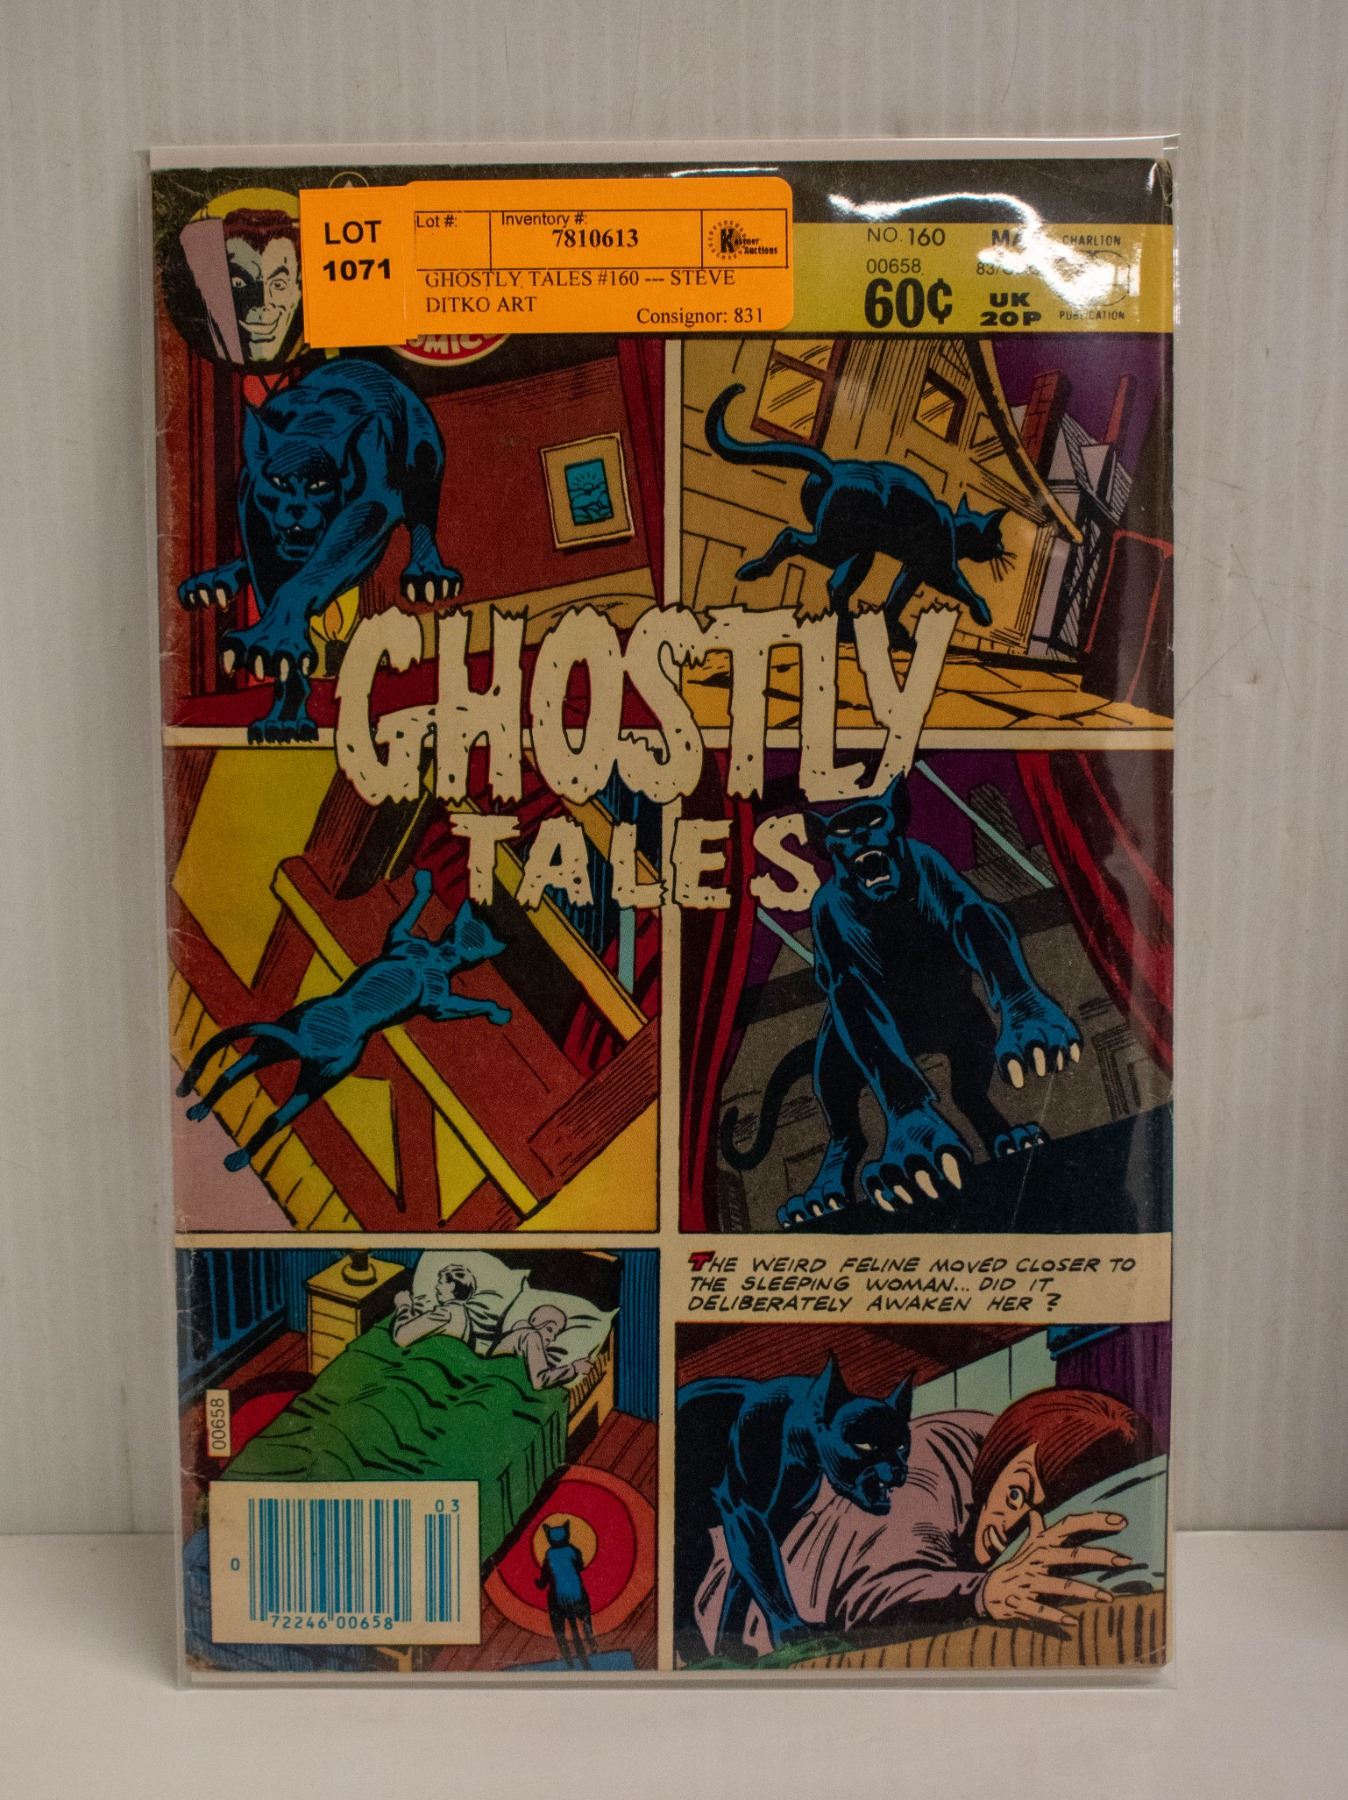 LOT
1071
Lot #:
Inventory #:
7810613
Kastner
Auctions
GHOSTLY TALES #160 --- STEVE
DITKO ART
Consignor: 831
NO. 160
CHARLTON
00658
60¢
UK
20P
PUBLICATION
GHOSTLY
TALES
THE WEIRD FELINE MOVED CLOSER TO
THE SLEEPING WOMAN... DID IT
DELIBERATELY AWAKEN HER ?
00658
03
0
72246 00658